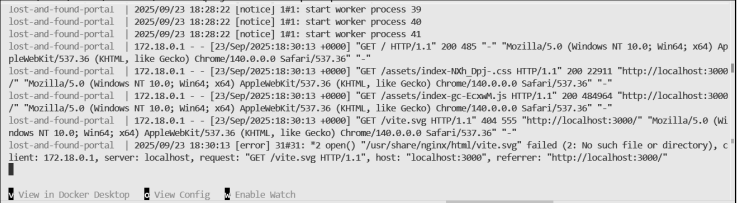 lost-and-found-portal  | 2025/09/23 18:28:22 [notice] 1#1: start worker process 39
lost-and-found-portal  | 2025/09/23 18:28:22 [notice] 1#1: start worker process 40
lost-and-found-portal  | 2025/09/23 18:28:22 [notice] 1#1: start worker process 41
lost-and-found-portal  | 172.18.0.1 - - [23/Sep/2025:18:30:13 +0000] "GET / HTTP/1.1" 200 485 "-" "Mozilla/5.0 (Windows NT 10.0; Win64; x64) Ap
pleWebKit/537.36 (KHTML, like Gecko) Chrome/140.0.0.0 Safari/537.36" "-"
lost-and-found-portal  | 172.18.0.1 - - [23/Sep/2025:18:30:13 +0000] "GET /assets/index-NXh_Dpj-.css HTTP/1.1" 200 22911 "http://localhost:3000
/" "Mozilla/5.0 (Windows NT 10.0; Win64; x64) AppleWebKit/537.36 (KHTML, like Gecko) Chrome/140.0.0.0 Safari/537.36" "-"
lost-and-found-portal  | 172.18.0.1 - - [23/Sep/2025:18:30:13 +0000] "GET /assets/index-gc-EcxwM.js HTTP/1.1" 200 484964 "http://localhost:3000
/" "Mozilla/5.0 (Windows NT 10.0; Win64; x64) AppleWebKit/537.36 (KHTML, like Gecko) Chrome/140.0.0.0 Safari/537.36" "-"
lost-and-found-portal  | 172.18.0.1 - - [23/Sep/2025:18:30:13 +0000] "GET /vite.svg HTTP/1.1" 404 555 "http://localhost:3000/" "Mozilla/5.0 (Wi
ndows NT 10.0; Win64; x64) AppleWebKit/537.36 (KHTML, like Gecko) Chrome/140.0.0.0 Safari/537.36" "-"
lost-and-found-portal  | 2025/09/23 18:30:13 [error] 31#31: *2 open() "/usr/share/nginx/html/vite.svg" failed (2: No such file or directory), c
lient: 172.18.0.1, server: localhost, request: "GET /vite.svg HTTP/1.1", host: "localhost:3000", referrer: "http://localhost:3000/"
v View in Docker Desktop   o View Config   w Enable Watch